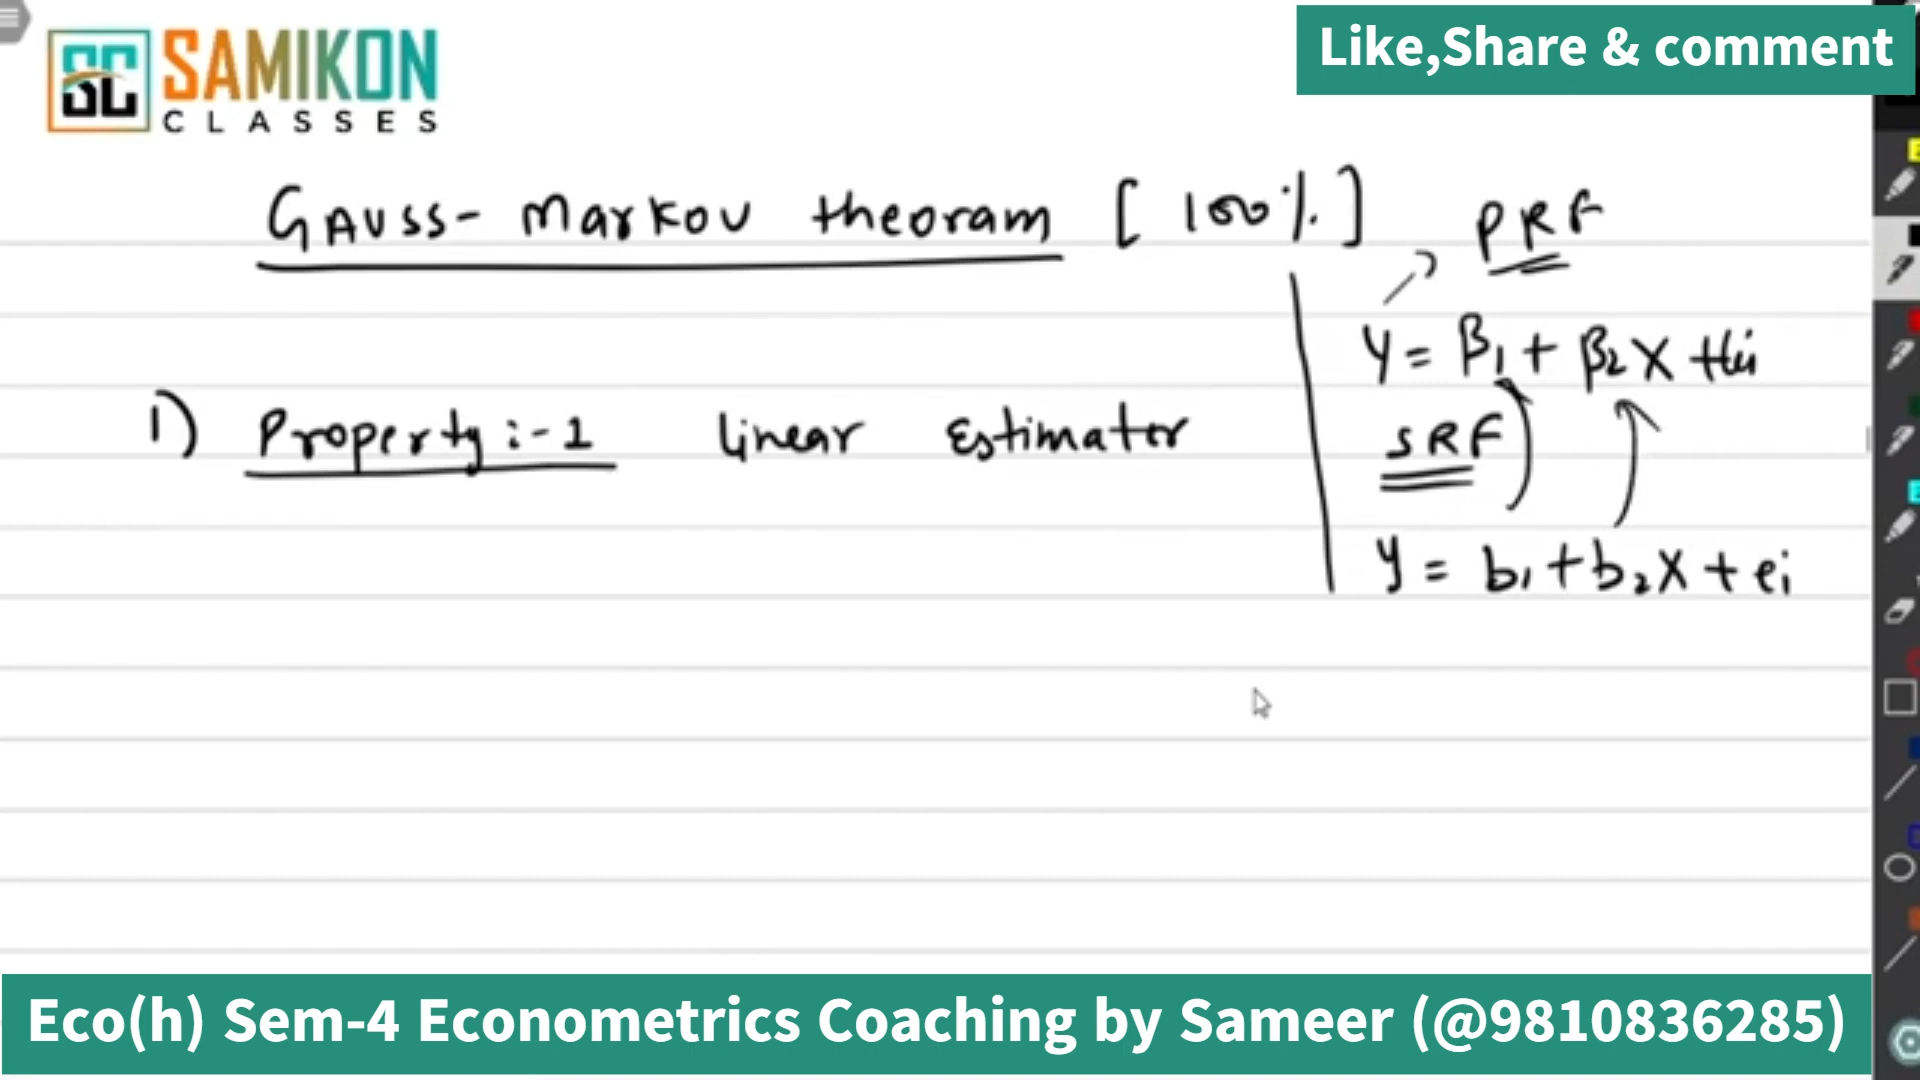 SC SAMIKON
CLASSES
Like,Share & comment
GAUSS- Markov theoram [ 100% ]
PRF
Y = β₁ + β₂X + ui
1) Property :- 1 linear Estimator
SRF
Y = b₁ + b₂X + ei
Eco(h) Sem-4 Econometrics Coaching by Sameer (@9810836285)